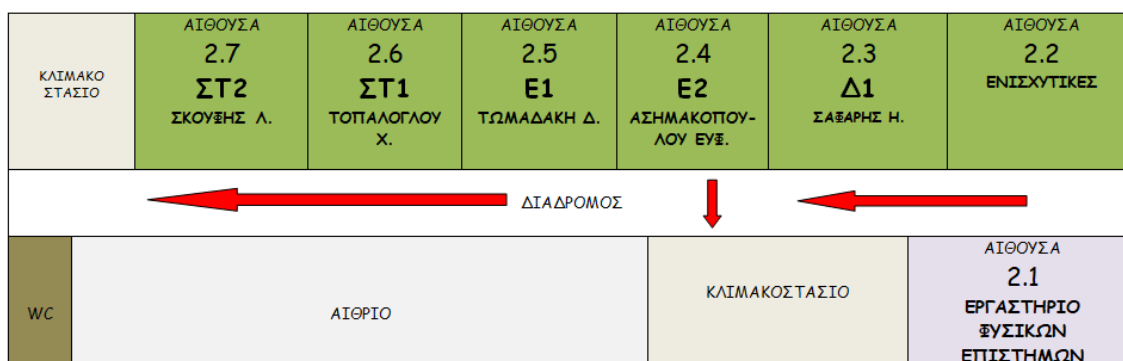 ΚΛΙΜΑΚΟ
ΣΤΑΣΙΟ
ΑΙΘΟΥΣΑ
2.7
ΣΤ2
ΣΚΟΥΦΗΣ Λ.
ΑΙΘΟΥΣΑ
2.6
ΣΤ1
ΤΟΠΑΛΟΓΛΟΥ
Χ.
ΑΙΘΟΥΣΑ
2.5
Ε1
ΤΩΜΑΔΑΚΗ Δ.
ΑΙΘΟΥΣΑ
2.4
Ε2
ΑΣΗΜΑΚΟΠΟΥ-
ΛΟΥ ΕΥΦ.
ΑΙΘΟΥΣΑ
2.3
Δ1
ΣΑΦΑΡΗΣ Η.
ΑΙΘΟΥΣΑ
2.2
ΕΝΙΣΧΥΤΙΚΕΣ
ΔΙΑΔΡΟΜΟΣ
WC
ΑΙΘΡΙΟ
ΚΛΙΜΑΚΟΣΤΑΣΙΟ
ΑΙΘΟΥΣΑ
2.1
ΕΡΓΑΣΤΗΡΙΟ
ΦΥΣΙΚΩΝ
ΕΠΙΣΤΗΜΩΝ